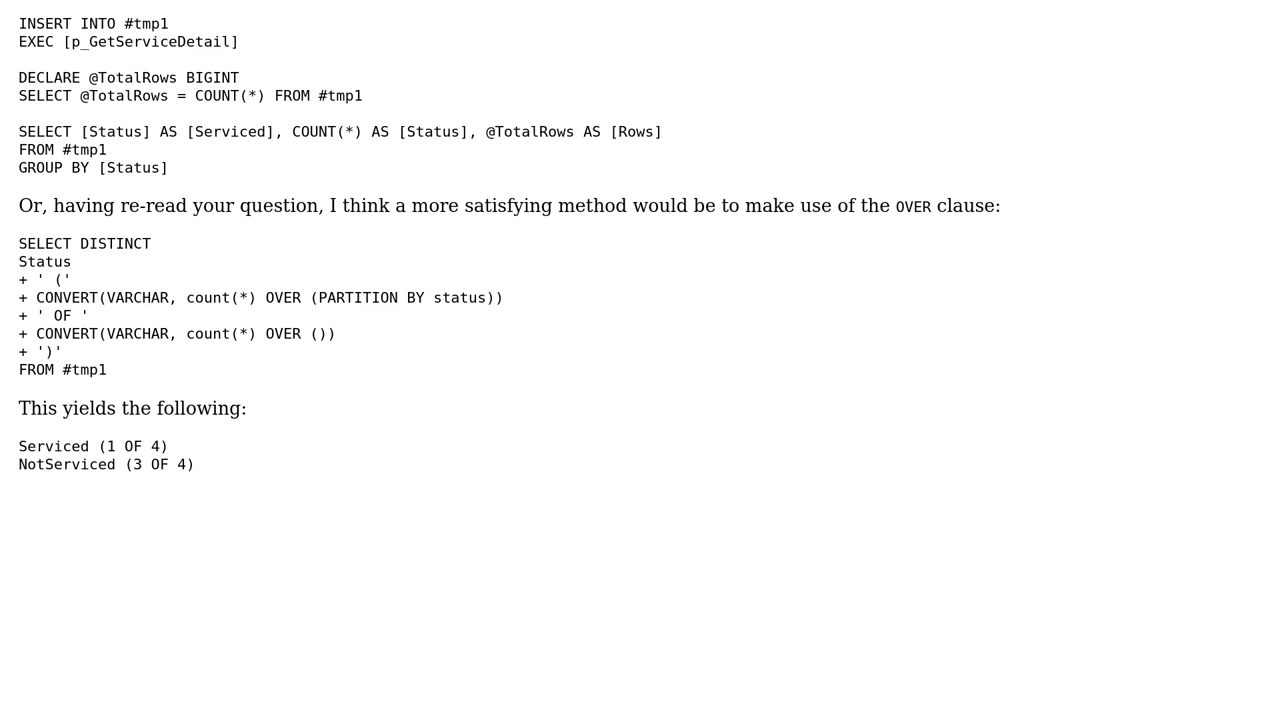 INSERT INTO #tmp1
EXEC [p_GetServiceDetail]
DECLARE @TotalRows BIGINT
SELECT @TotalRows = COUNT(*) FROM #tmp1
SELECT [Status] AS [Serviced], COUNT(*) AS [Status], @TotalRows AS [Rows]
FROM #tmp1
GROUP BY [Status]
Or, having re-read your question, I think a more satisfying method would be to make use of the OVER clause:
SELECT DISTINCT
Status
+ ' ('
+ CONVERT(VARCHAR, count(*) OVER (PARTITION BY status))
+ ' OF '
+ CONVERT(VARCHAR, count(*) OVER ())
+ ')'
FROM #tmp1
This yields the following:
Serviced (1 OF 4)
NotServiced (3 OF 4)